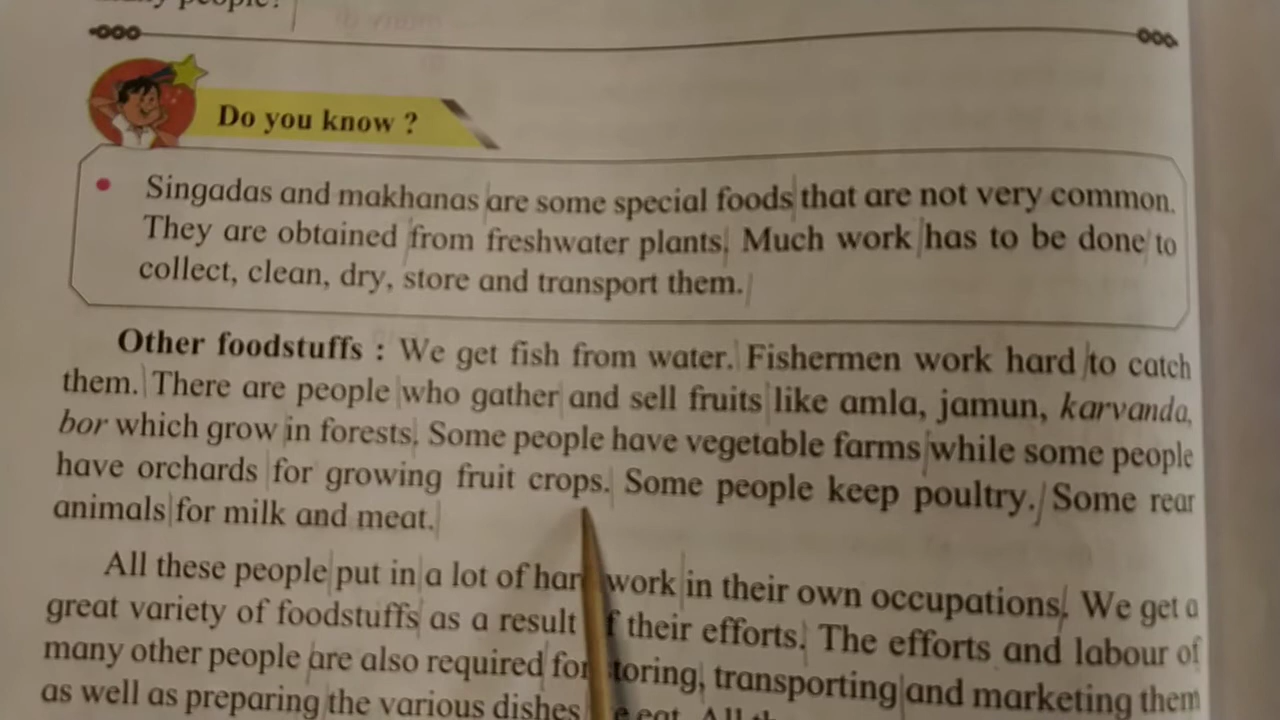 people?
Do you know ?
• Singadas and makhanas are some special foods that are not very common.
They are obtained from freshwater plants. Much work has to be done to
collect, clean, dry, store and transport them.
Other foodstuffs : We get fish from water. Fishermen work hard to catch
them. There are people who gather and sell fruits like amla, jamun, karvanda,
bor which grow in forests. Some people have vegetable farms while some people
have orchards for growing fruit crops. Some people keep poultry. Some rear
animals for milk and meat.
All these people put in a lot of hard work in their own occupations. We get a
great variety of foodstuffs as a result of their efforts. The efforts and labour of
many other people are also required for storing, transporting and marketing them
as well as preparing the various dishes we eat. All